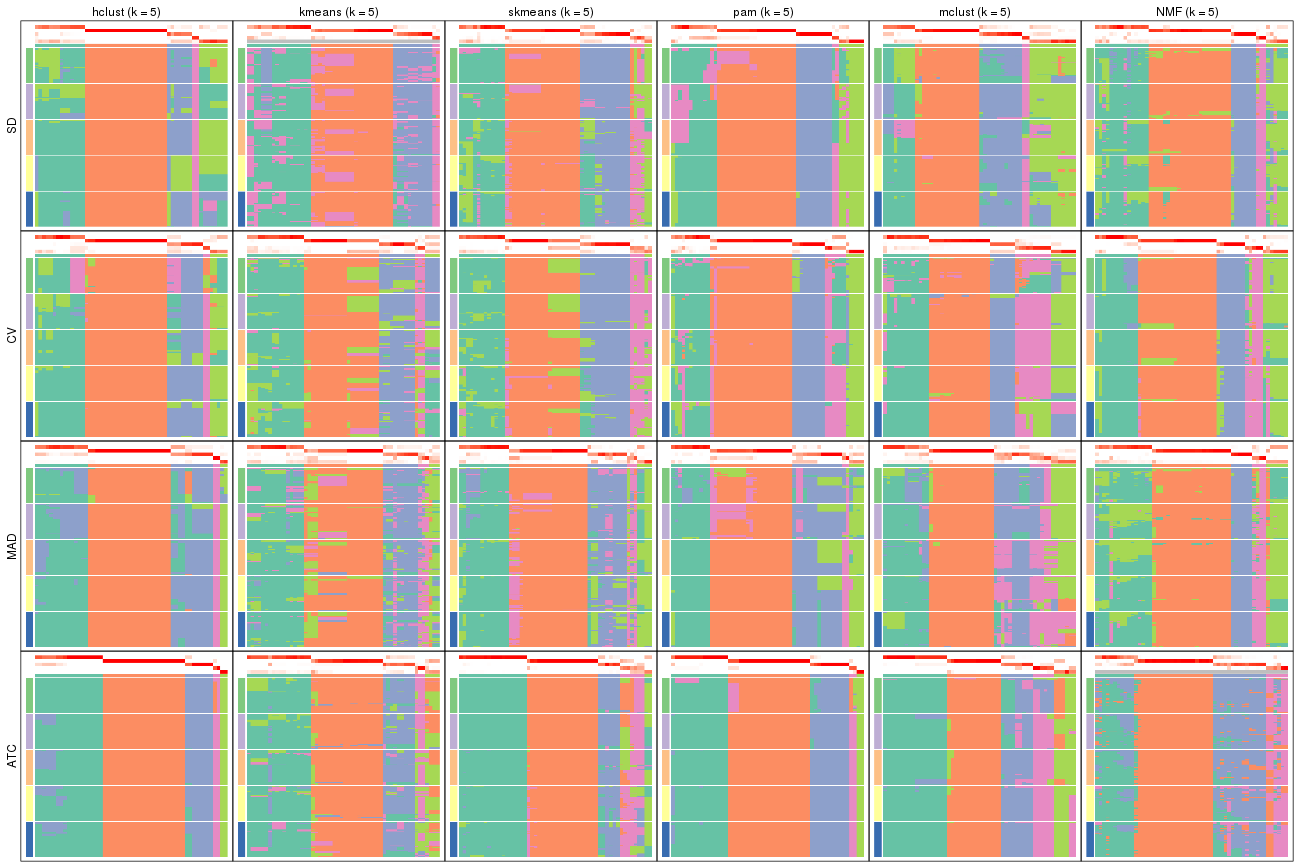 hclust (k = 5) kmeans (k = 5) skmeans (k = 5) pam (k = 5) mclust (k = 5) NMF (k = 5)
SD
CV
MAD
ATC